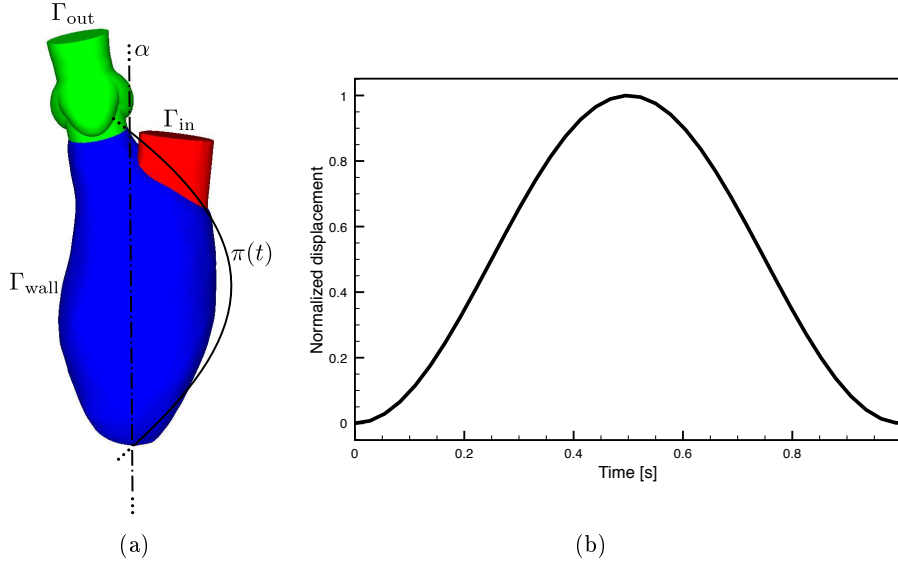 Γout
α
Γin
π(t)
Γwall
(a)
Normalized displacement
1
0.8
0.6
0.4
0.2
0
0 0.2 0.4 0.6 0.8
Time [s]
(b)